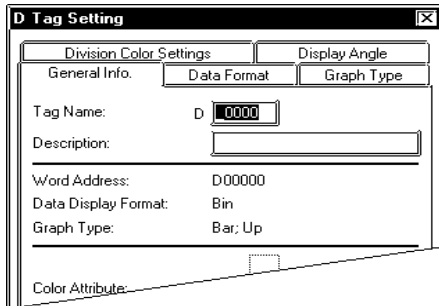 D Tag Setting
Division Color Settings Display Angle
General Info. Data Format Graph Type
Tag Name: D 0000
Description:
Word Address: D00000
Data Display Format: Bin
Graph Type: Bar; Up
Color Attribute: